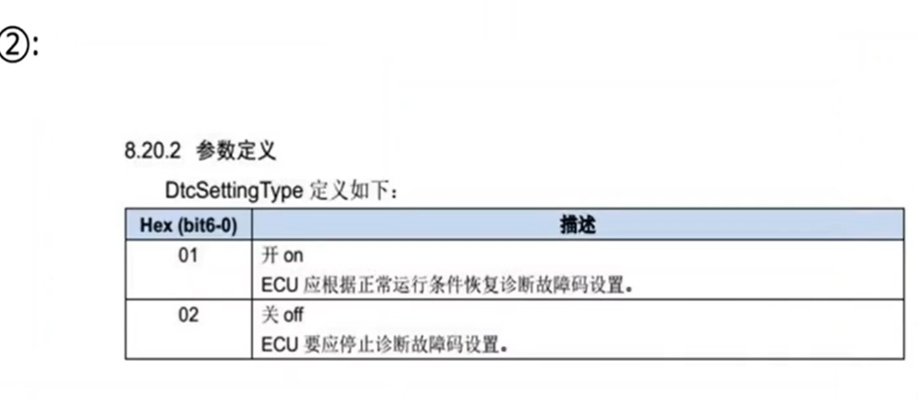 ②:
8.20.2 参数定义
DtcSettingType 定义如下：
Hex (bit6-0) 描述
01 开 on
ECU 应根据正常运行条件恢复诊断故障码设置。
02 关 off
ECU 要应停止诊断故障码设置。